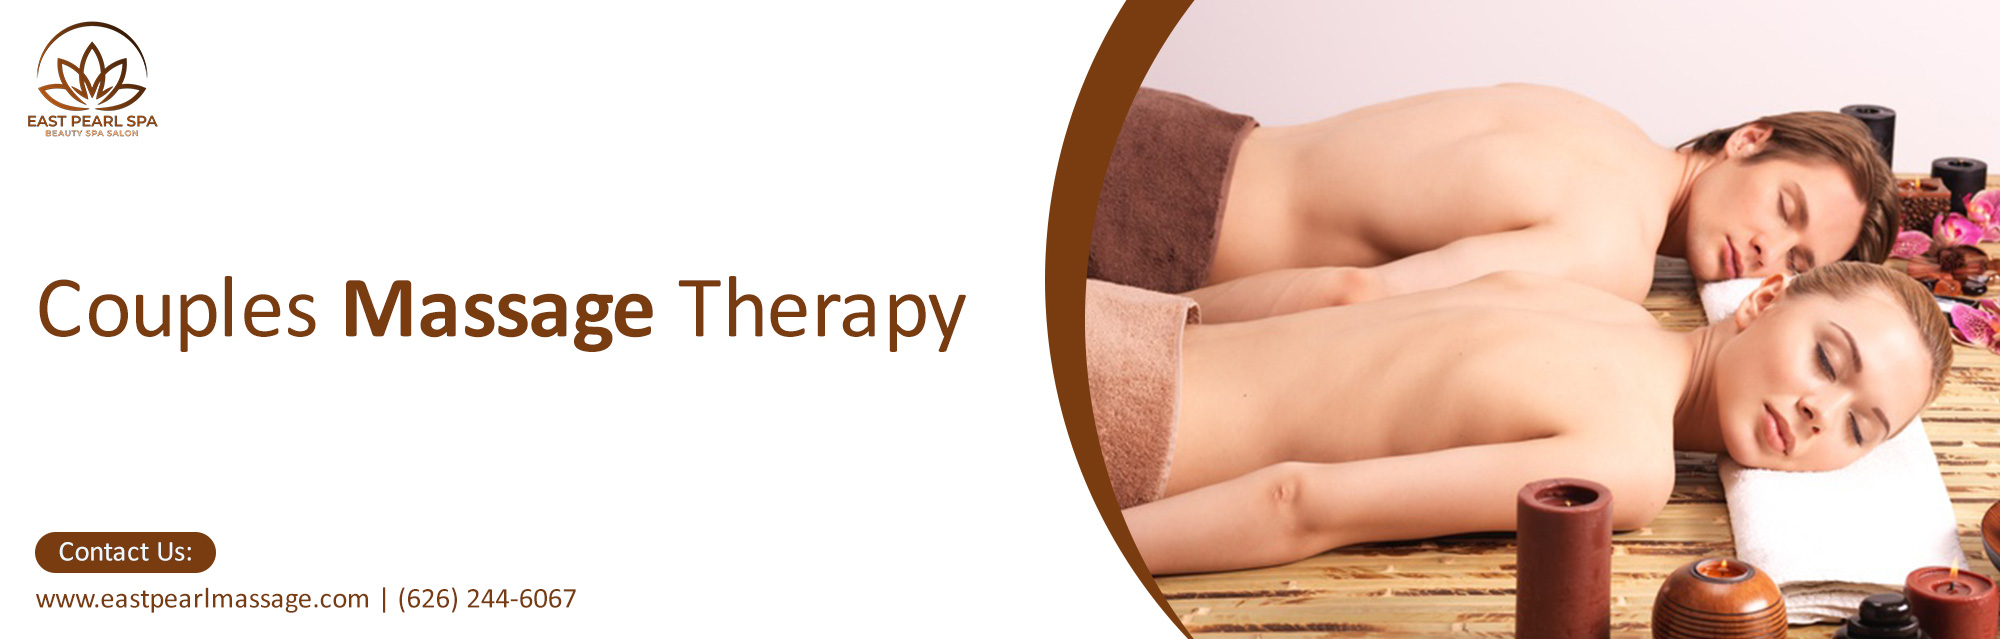 EAST PEARL SPA
BEAUTY SPA SALON
Couples Massage Therapy
Contact Us:
www.eastpearlmassage.com | (626) 244-6067